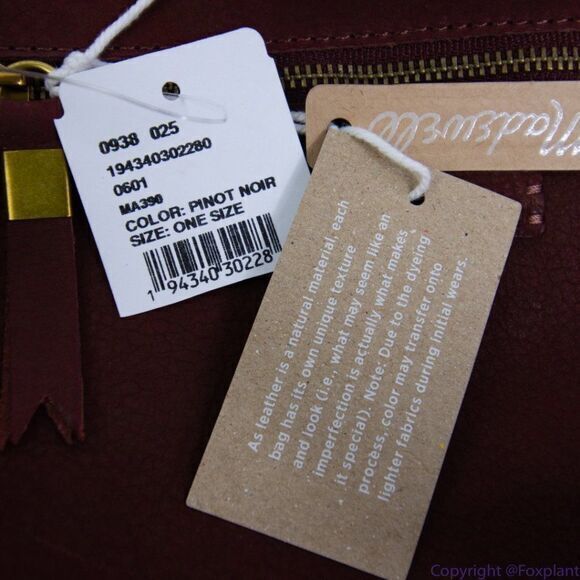 0938 025
194340302280
0601
MA390
COLOR: PINOT NOIR
SIZE: ONE SIZE
1 94340 30228
Madewell
As leather is a natural material, each
bag has its own unique texture
and look (i.e., what may seem like an
imperfection is actually what makes
it special). Note: Due to the dyeing
process, color may transfer onto
lighter fabrics during initial wears.
Copyright @Foxplant